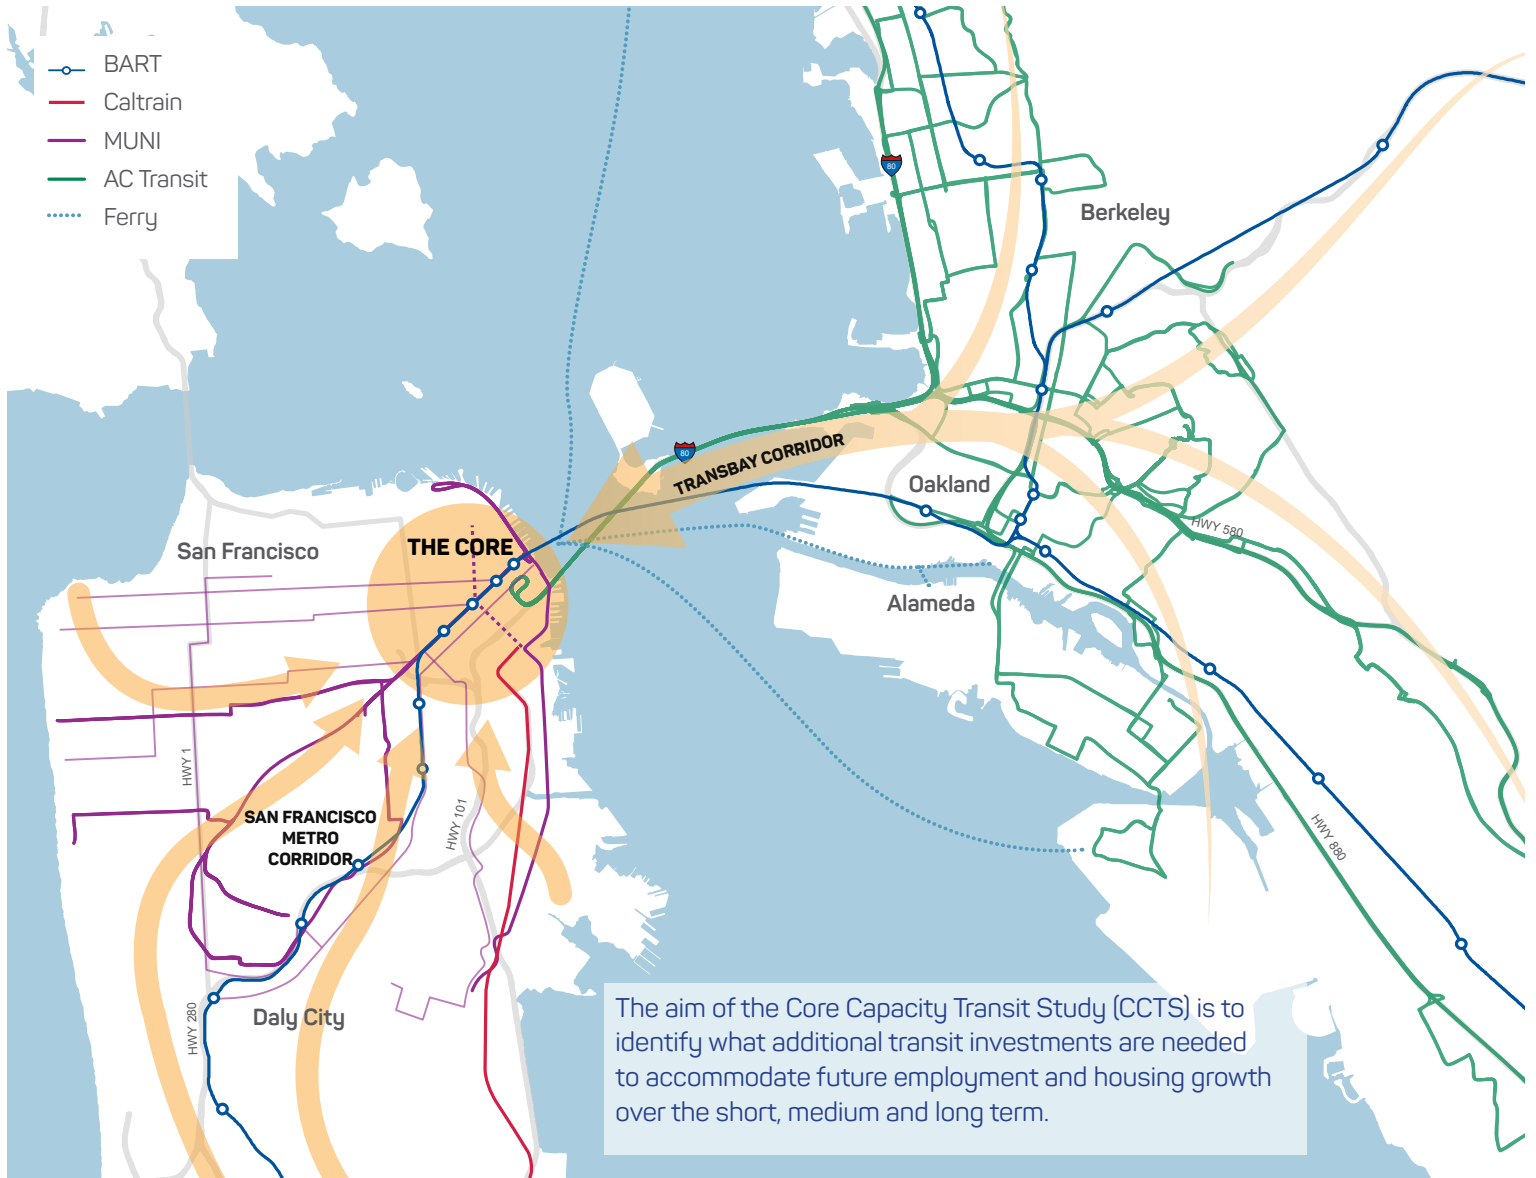 BART
Caltrain
MUNI
AC Transit
Ferry
80
Berkeley
80
TRANSBAY CORRIDOR
Oakland
HWY 580
THE CORE
San Francisco
Alameda
HWY 1
HWY 101
SAN FRANCISCO
METRO
CORRIDOR
HWY 880
HWY 280
Daly City
The aim of the Core Capacity Transit Study (CCTS) is to
identify what additional transit investments are needed
to accommodate future employment and housing growth
over the short, medium and long term.